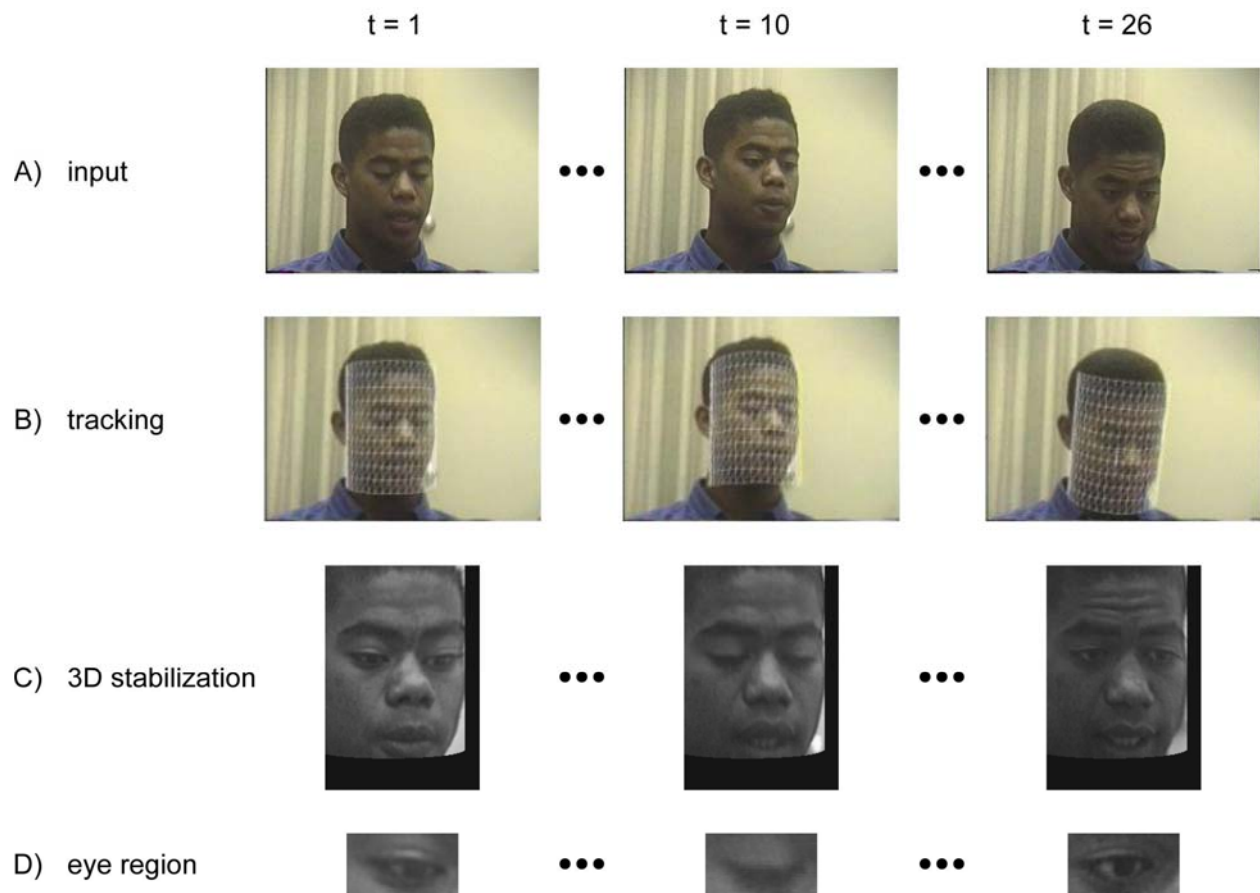 t = 1 t = 10 t = 26
A) input
B) tracking
C) 3D stabilization
D) eye region